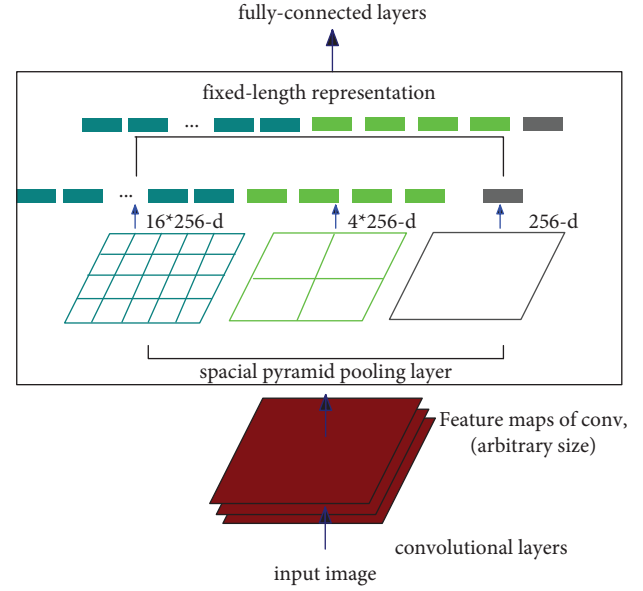 fully-connected layers
fixed-length representation
...
...
16*256-d
4*256-d
256-d
spacial pyramid pooling layer
Feature maps of conv,
(arbitrary size)
convolutional layers
input image